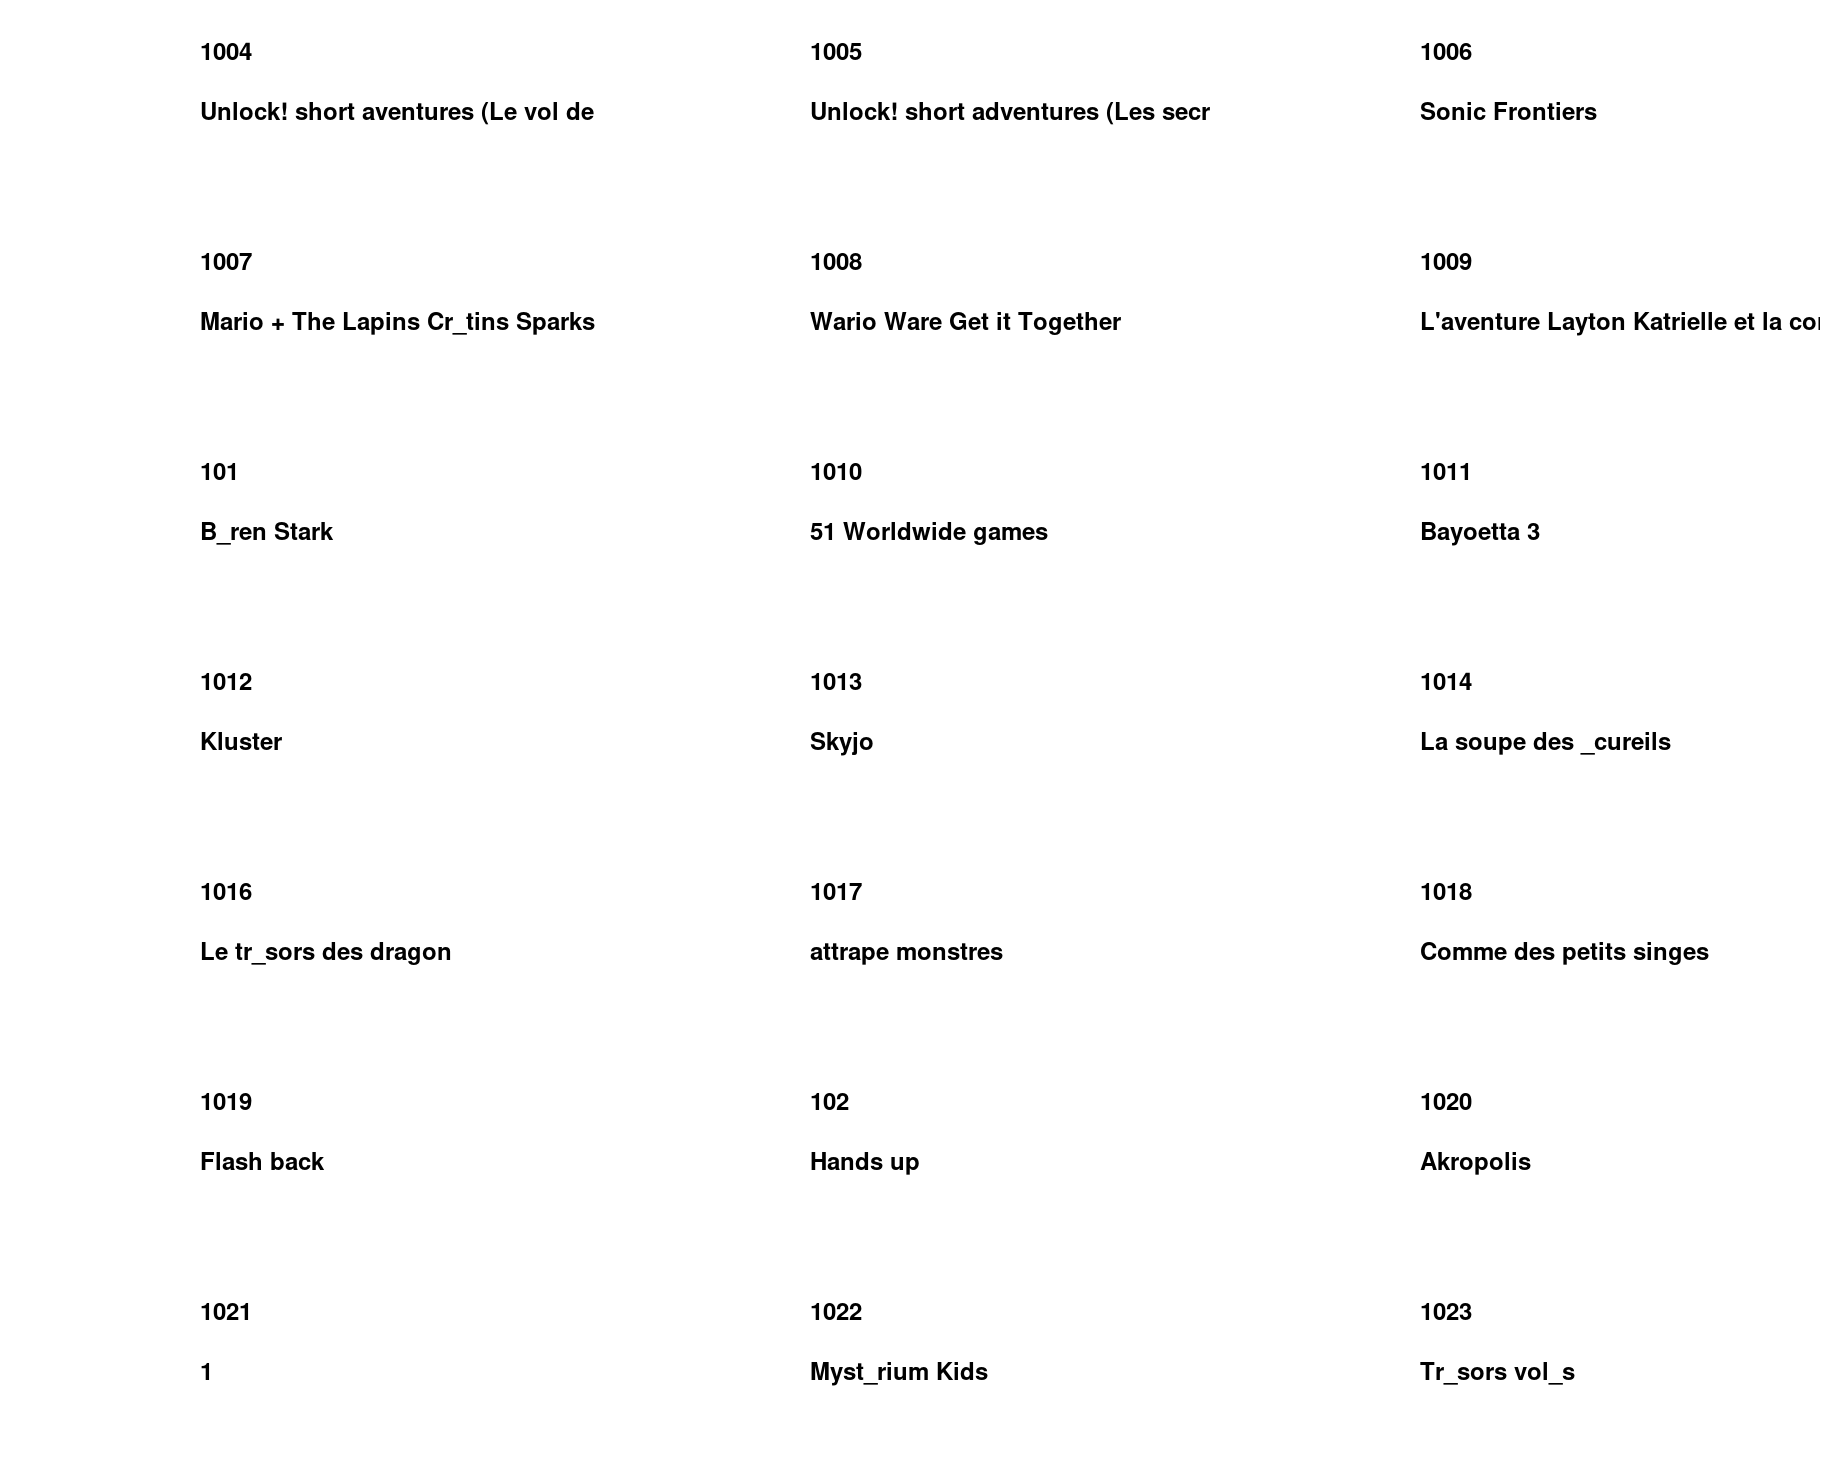 1004
Unlock! short aventures (Le vol de
1005
Unlock! short adventures (Les secr
1006
Sonic Frontiers
1007
Mario + The Lapins Cr_tins Sparks
1008
Wario Ware Get it Together
1009
L'aventure Layton Katrielle et la co
101
B_ren Stark
1010
51 Worldwide games
1011
Bayoetta 3
1012
Kluster
1013
Skyjo
1014
La soupe des _cureils
1016
Le tr_sors des dragon
1017
attrape monstres
1018
Comme des petits singes
1019
Flash back
102
Hands up
1020
Akropolis
1021
1
1022
Myst_rium Kids
1023
Tr_sors vol_s